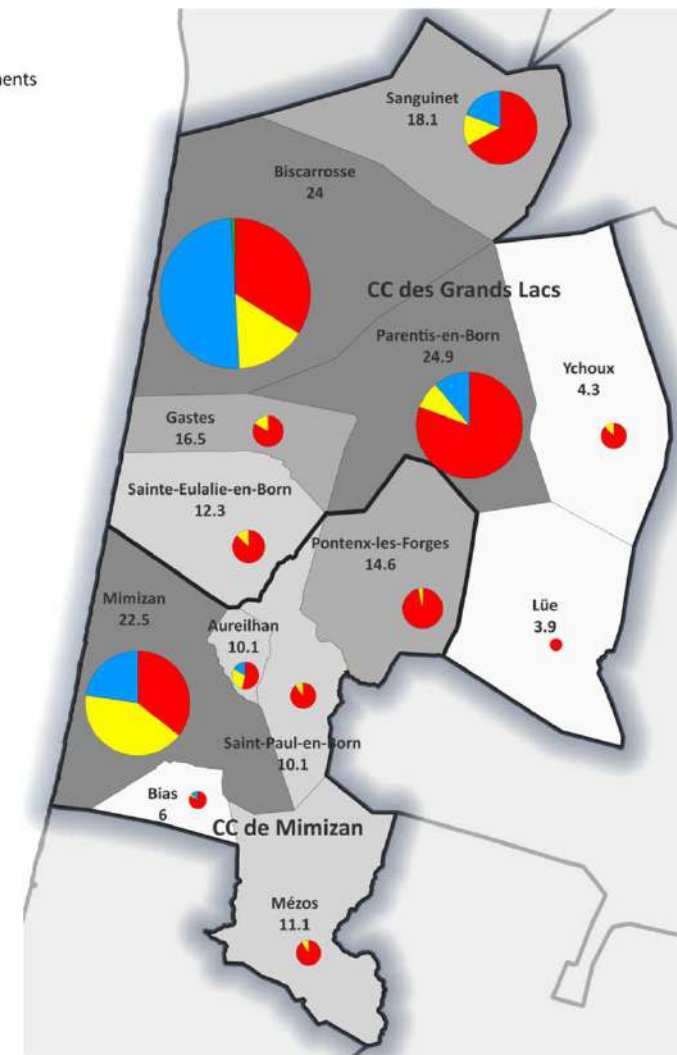 Sanguinet
18.1
Biscarrosse
24
CC des Grands Lacs
Parentis-en-Born
24.9
Ychoux
4.3
Gastes
16.5
Sainte-Eulalie-en-Born
12.3
Pontenx-les-Forges
14.6
Mimizan
22.5
Lüe
3.9
Aureilhan
10.1
Saint-Paul-en-Born
10.1
Bias
6
CC de Mimizan
Mézos
11.1